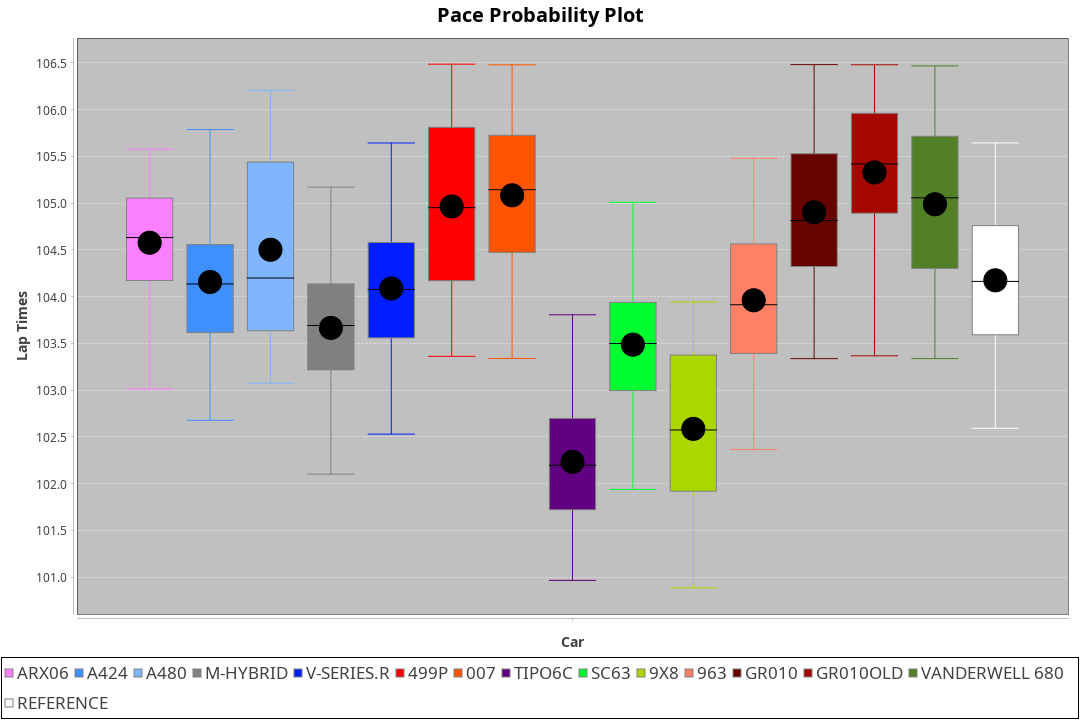 Pace Probability Plot
106.5
106.0
105.5
105.0
104.5
104.0
103.5
103.0
102.5
102.0
101.5
101.0
Lap Times
Car
ARX06 A424 A480 M-HYBRID V-SERIES.R 499P 007 TIPO6C SC63 9X8 963 GR010 GR010OLD VANDERWELL 680
REFERENCE